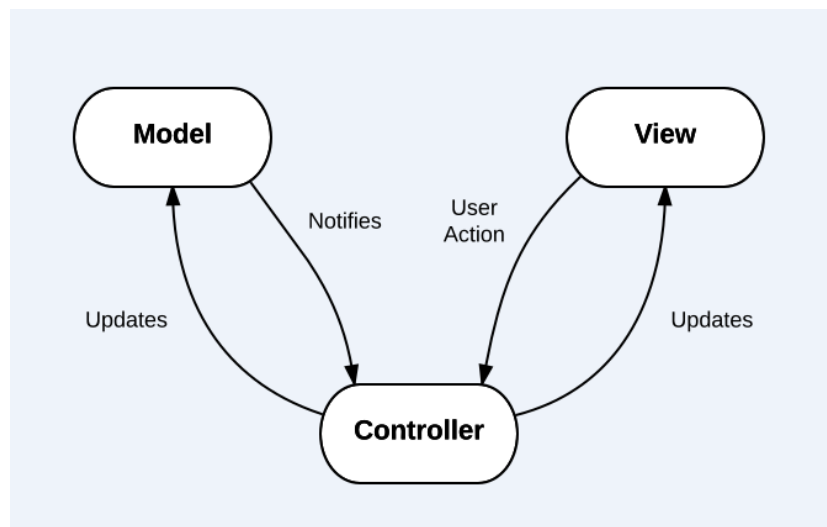 Model
View
Notifies
User
Action
Updates
Updates
Controller